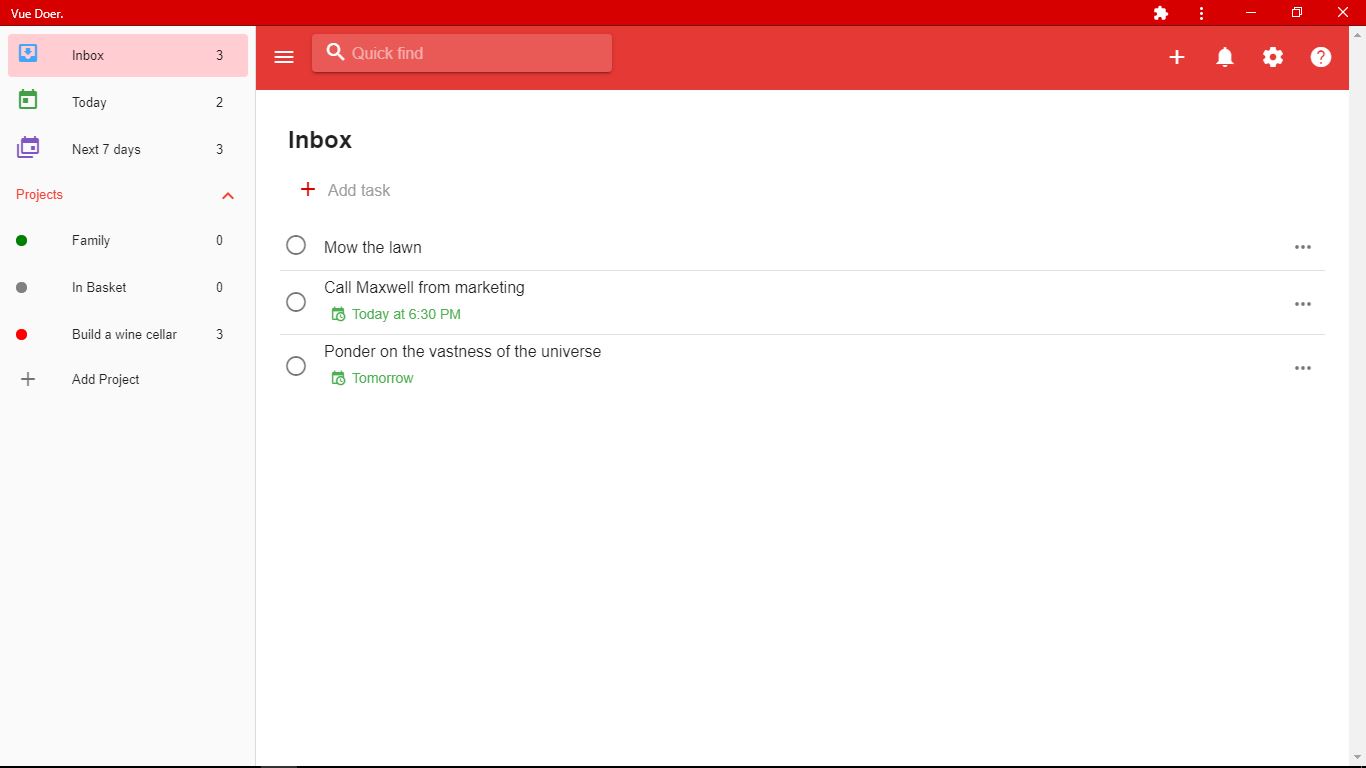 Vue Doer.
Inbox 3
Today 2
Next 7 days 3
Projects
Family 0
In Basket 0
Build a wine cellar 3
Add Project
Quick find
Inbox
Add task
Mow the lawn
Call Maxwell from marketing
Today at 6:30 PM
Ponder on the vastness of the universe
Tomorrow